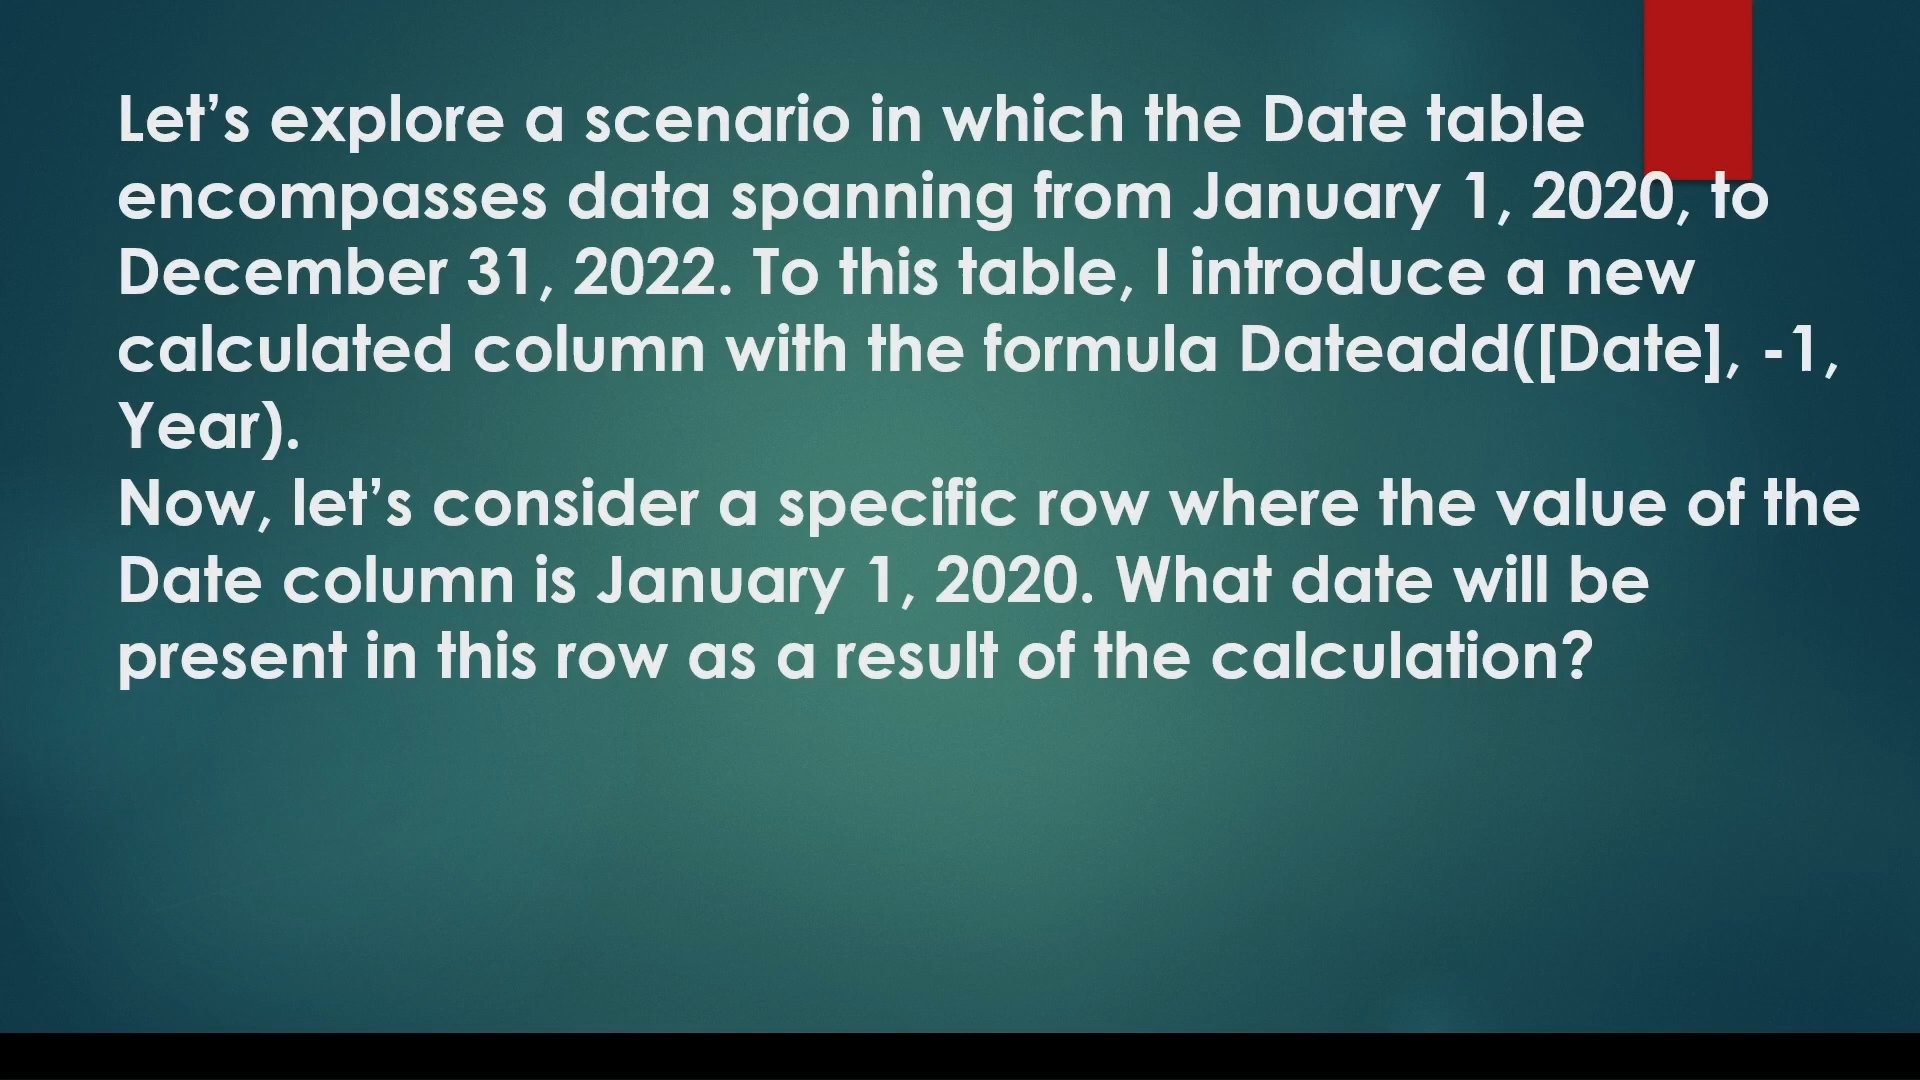 Let’s explore a scenario in which the Date table
encompasses data spanning from January 1, 2020, to
December 31, 2022. To this table, I introduce a new
calculated column with the formula Dateadd([Date], -1,
Year).
Now, let’s consider a specific row where the value of the
Date column is January 1, 2020. What date will be
present in this row as a result of the calculation?